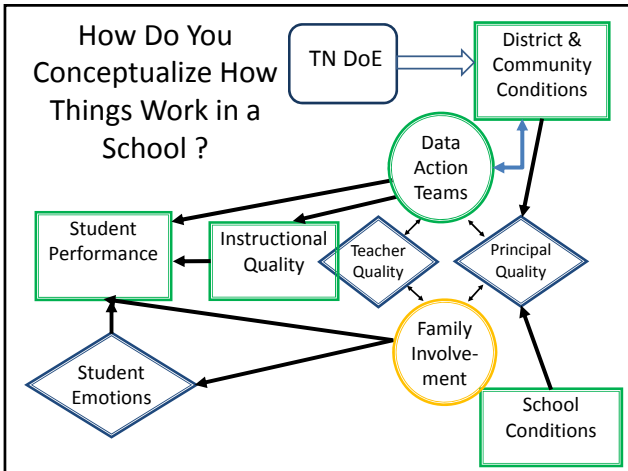 How Do You
Conceptualize How
Things Work in a
School ?
TN DoE
District &
Community
Conditions
Data
Action
Teams
Student
Performance
Instructional
Quality
Teacher
Quality
Principal
Quality
Family
Involve-
ment
Student
Emotions
School
Conditions